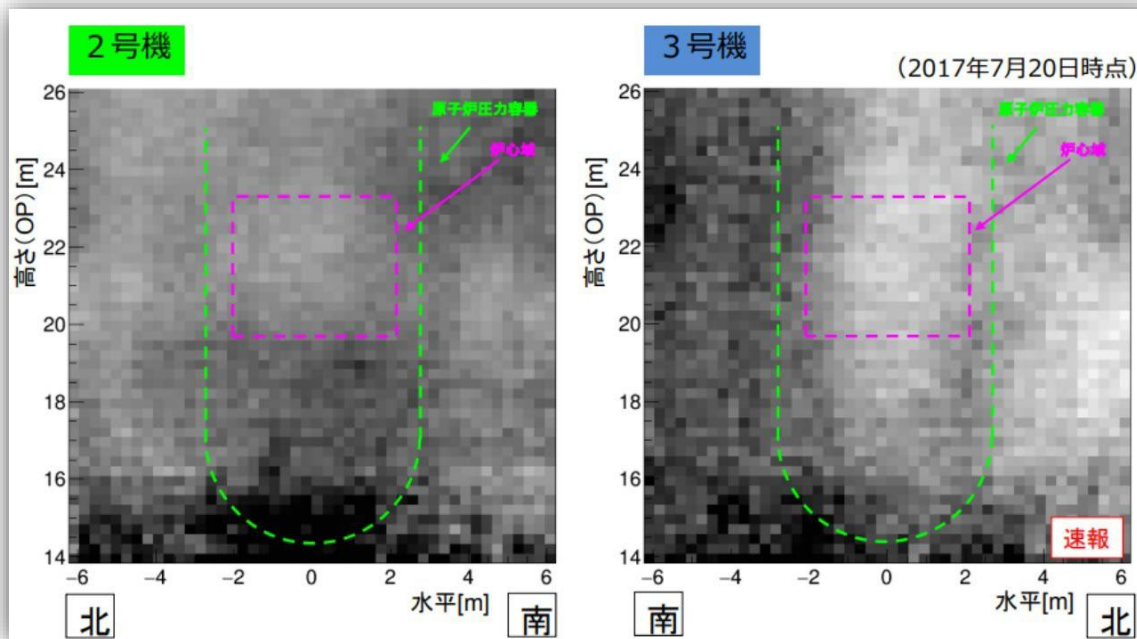 ２号機
３号機
（2017年7月20日時点）
26
24
22
20
18
16
14
高さ（OP）[m]
原子炉圧力容器
炉心域
−6
−4
−2
0
2
4
6
水平[m]
北
南
26
24
22
20
18
16
14
高さ（OP）[m]
原子炉圧力容器
炉心域
速報
−6
−4
−2
0
2
4
6
水平[m]
南
北